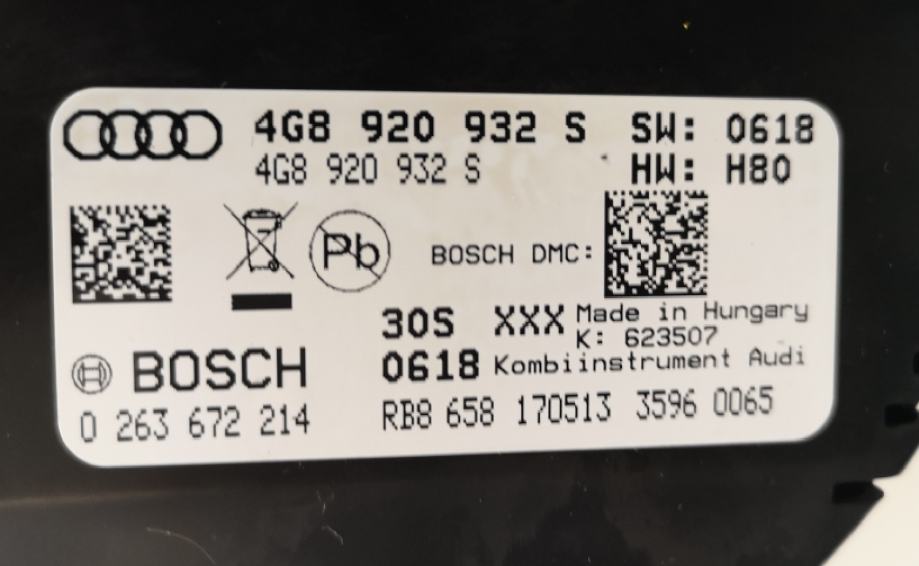 4G8 920 932 S SW: 0618
4G8 920 932 S HW: H80
Pb BOSCH DMC:
30S XXX Made in Hungary
K: 623507
BOSCH 0618 Kombiinstrument Audi
0 263 672 214 RB8 658 170513 3596 0065